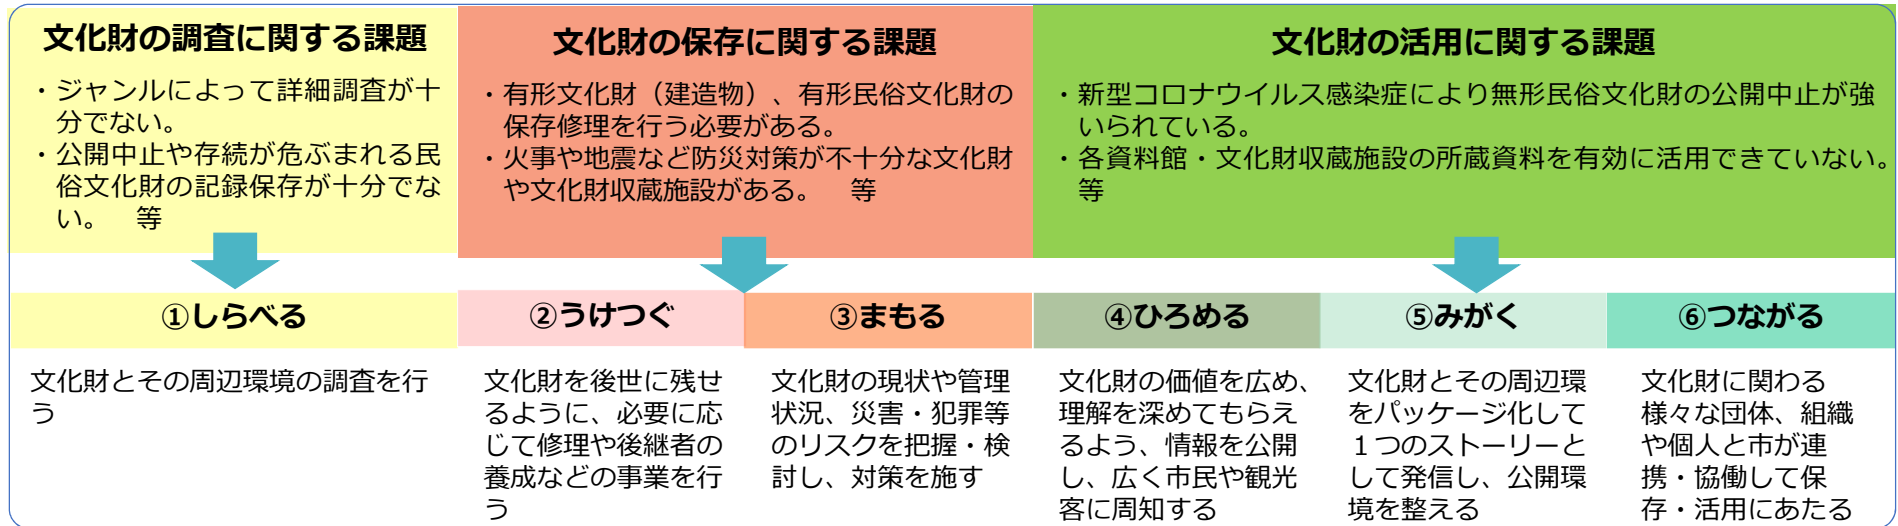 文化財の調査に関する課題
・ジャンルによって詳細調査が十
分でない。
・公開中止や存続が危ぶまれる民
俗文化財の記録保存が十分でな
い。　等
文化財の保存に関する課題
・有形文化財（建造物）、有形民俗文化財の
保存修理を行う必要がある。
・火事や地震など防災対策が不十分な文化財
や文化財収蔵施設がある。　等
文化財の活用に関する課題
・新型コロナウイルス感染症により無形民俗文化財の公開中止が強
いられている。
・各資料館・文化財収蔵施設の所蔵資料を有効に活用できていない。
等
①しらべる
文化財とその周辺環境の調査を行
う
②うけつぐ
文化財を後世に残せ
るように、必要に応
じて修理や後継者の
養成などの事業を行
う
③まもる
文化財の現状や管理
状況、災害・犯罪等
のリスクを把握・検
討し、対策を施す
④ひろめる
文化財の価値を広め、
理解を深めてもらえ
るよう、情報を公開
し、広く市民や観光
客に周知する
⑤みがく
文化財とその周辺環
をパッケージ化して
１つのストーリーと
して発信し、公開環
境を整える
⑥つながる
文化財に関わる
様々な団体、組織
や個人と市が連
携・協働して保
存・活用にあたる